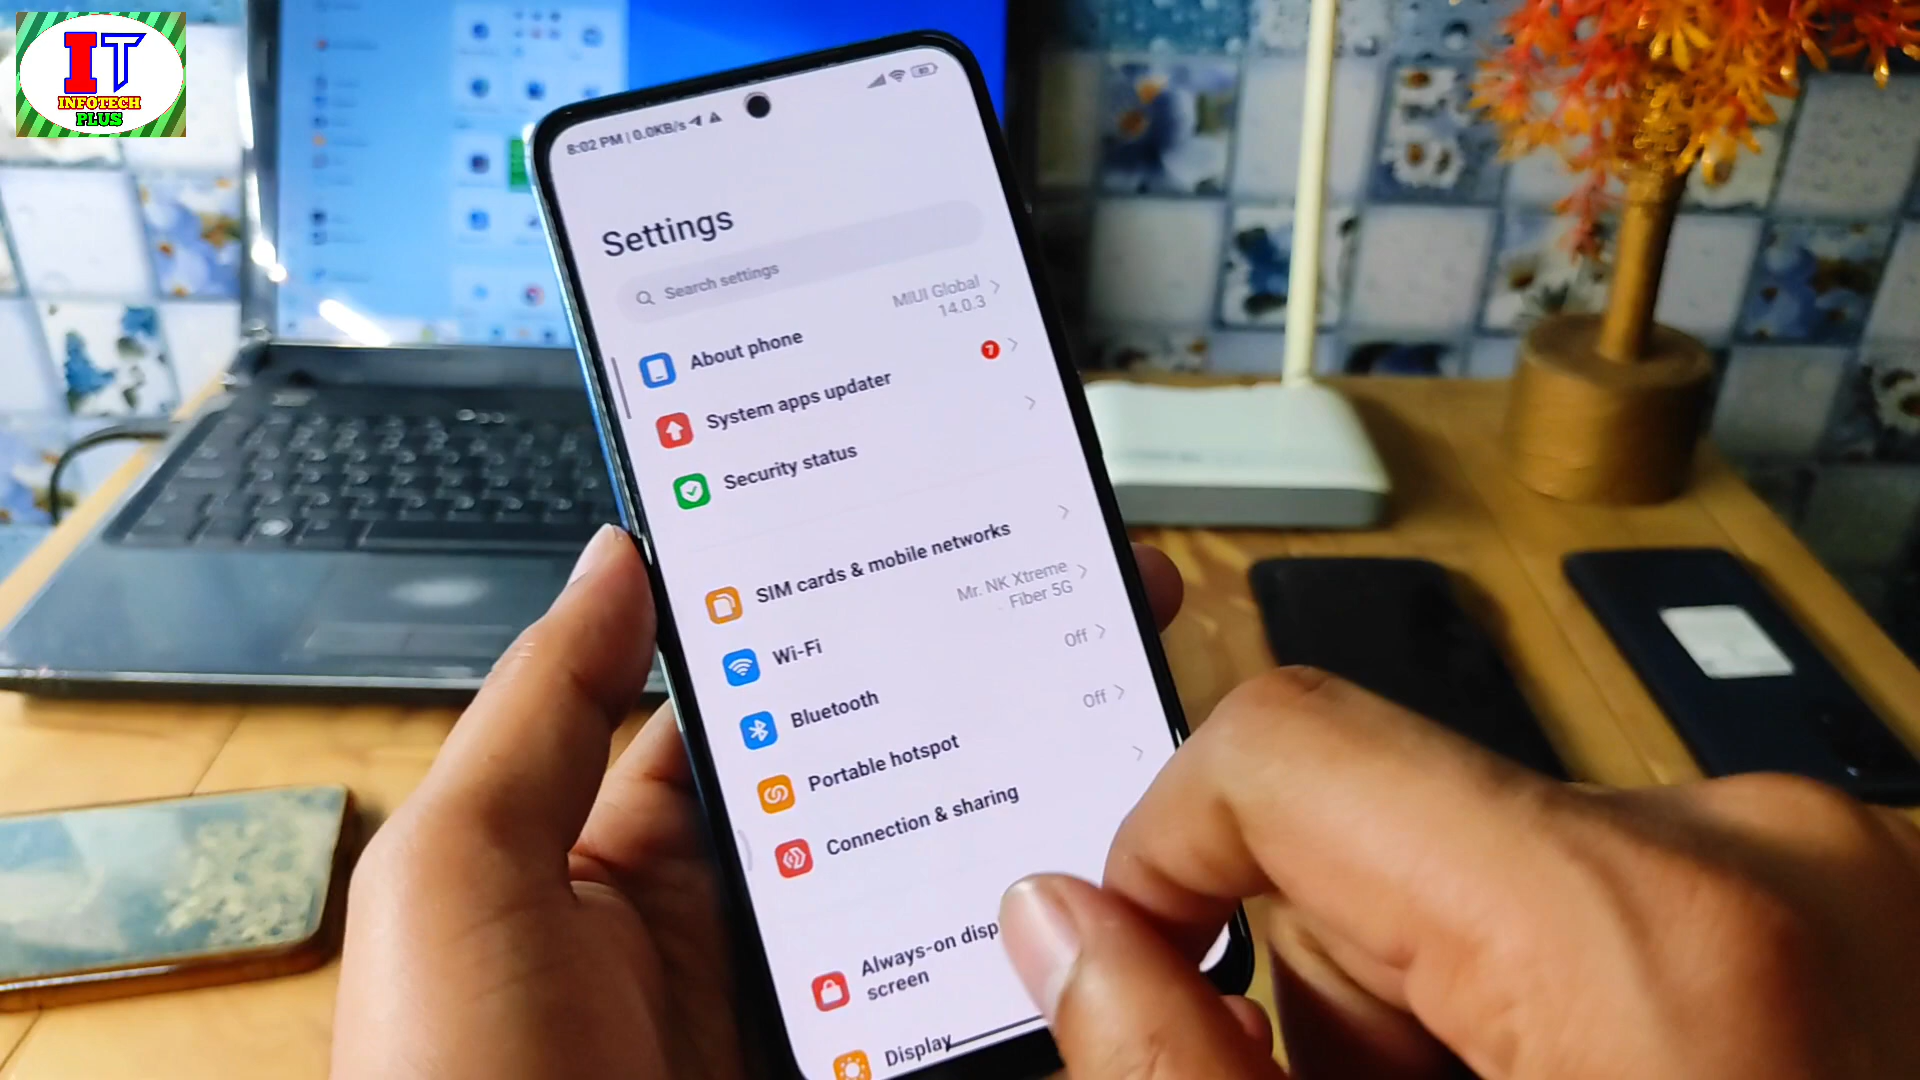 IT
INFOTECH
PLUS
8:02 PM | 0.0KB/s
Settings
Search settings
About phone
MIUI Global
14.0.3
System apps updater
7
Security status
SIM cards & mobile networks
Wi-Fi
Mr. NK Xtreme
Fiber 5G
Bluetooth
Off
Portable hotspot
Off
Connection & sharing
Always-on disp
screen
Display